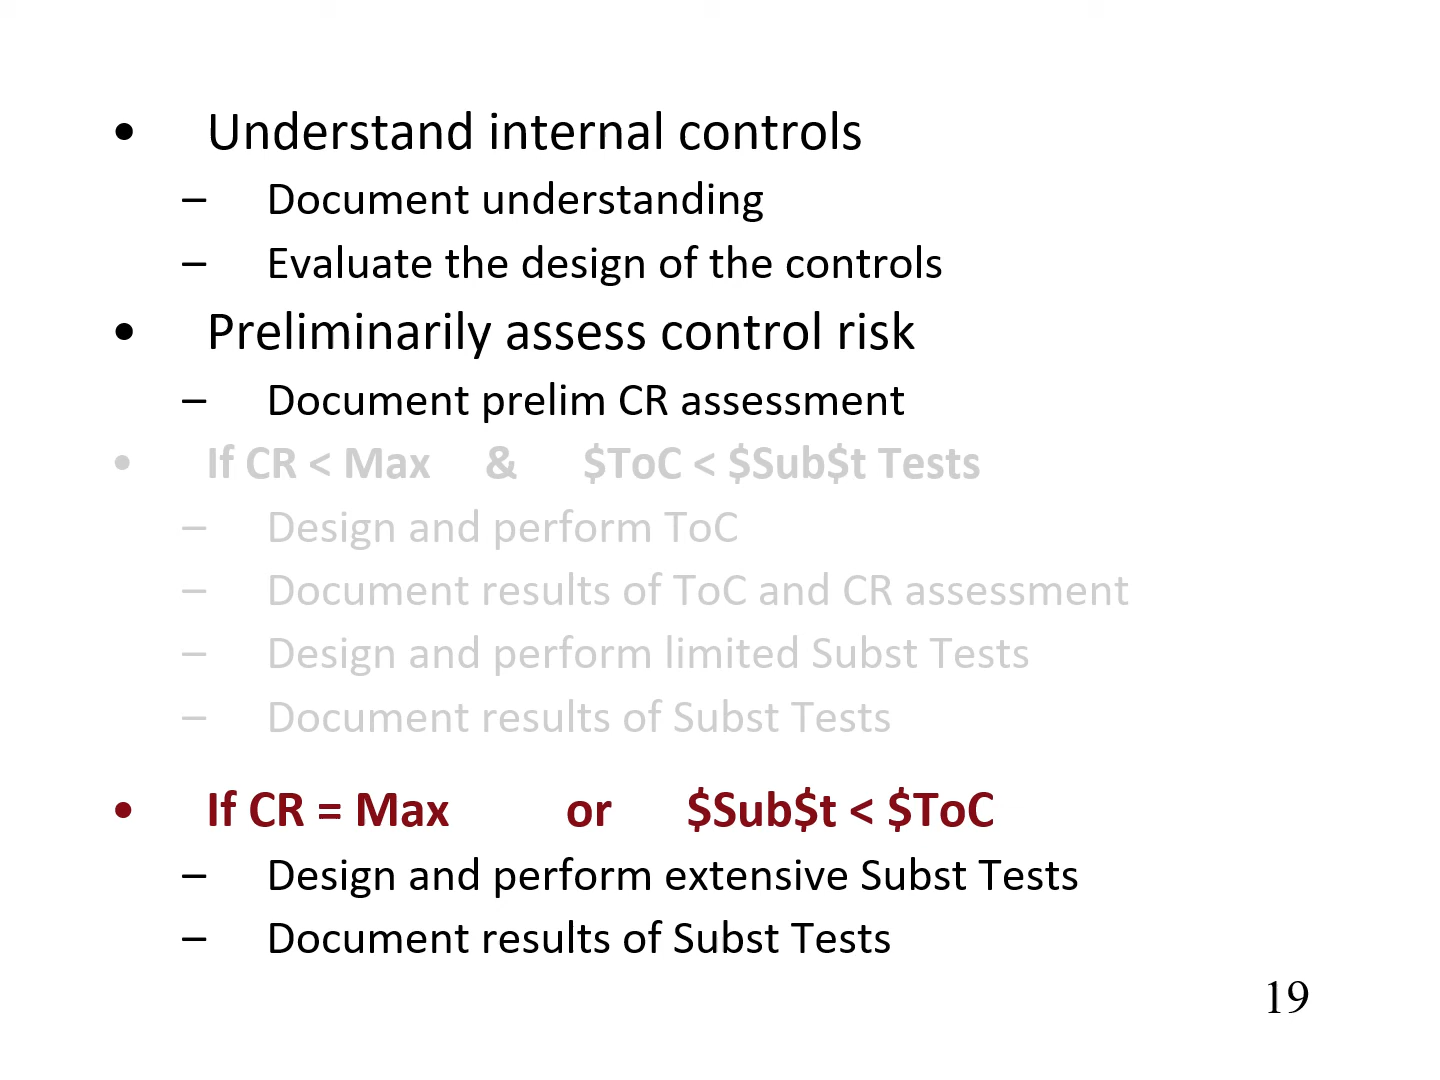 • Understand internal controls
– Document understanding
– Evaluate the design of the controls
• Preliminarily assess control risk
– Document prelim CR assessment
• If CR < Max & $ToC < $Sub$t Tests
– Design and perform ToC
– Document results of ToC and CR assessment
– Design and perform limited Subst Tests
– Document results of Subst Tests
• If CR = Max or $Sub$t < $ToC
– Design and perform extensive Subst Tests
– Document results of Subst Tests
19